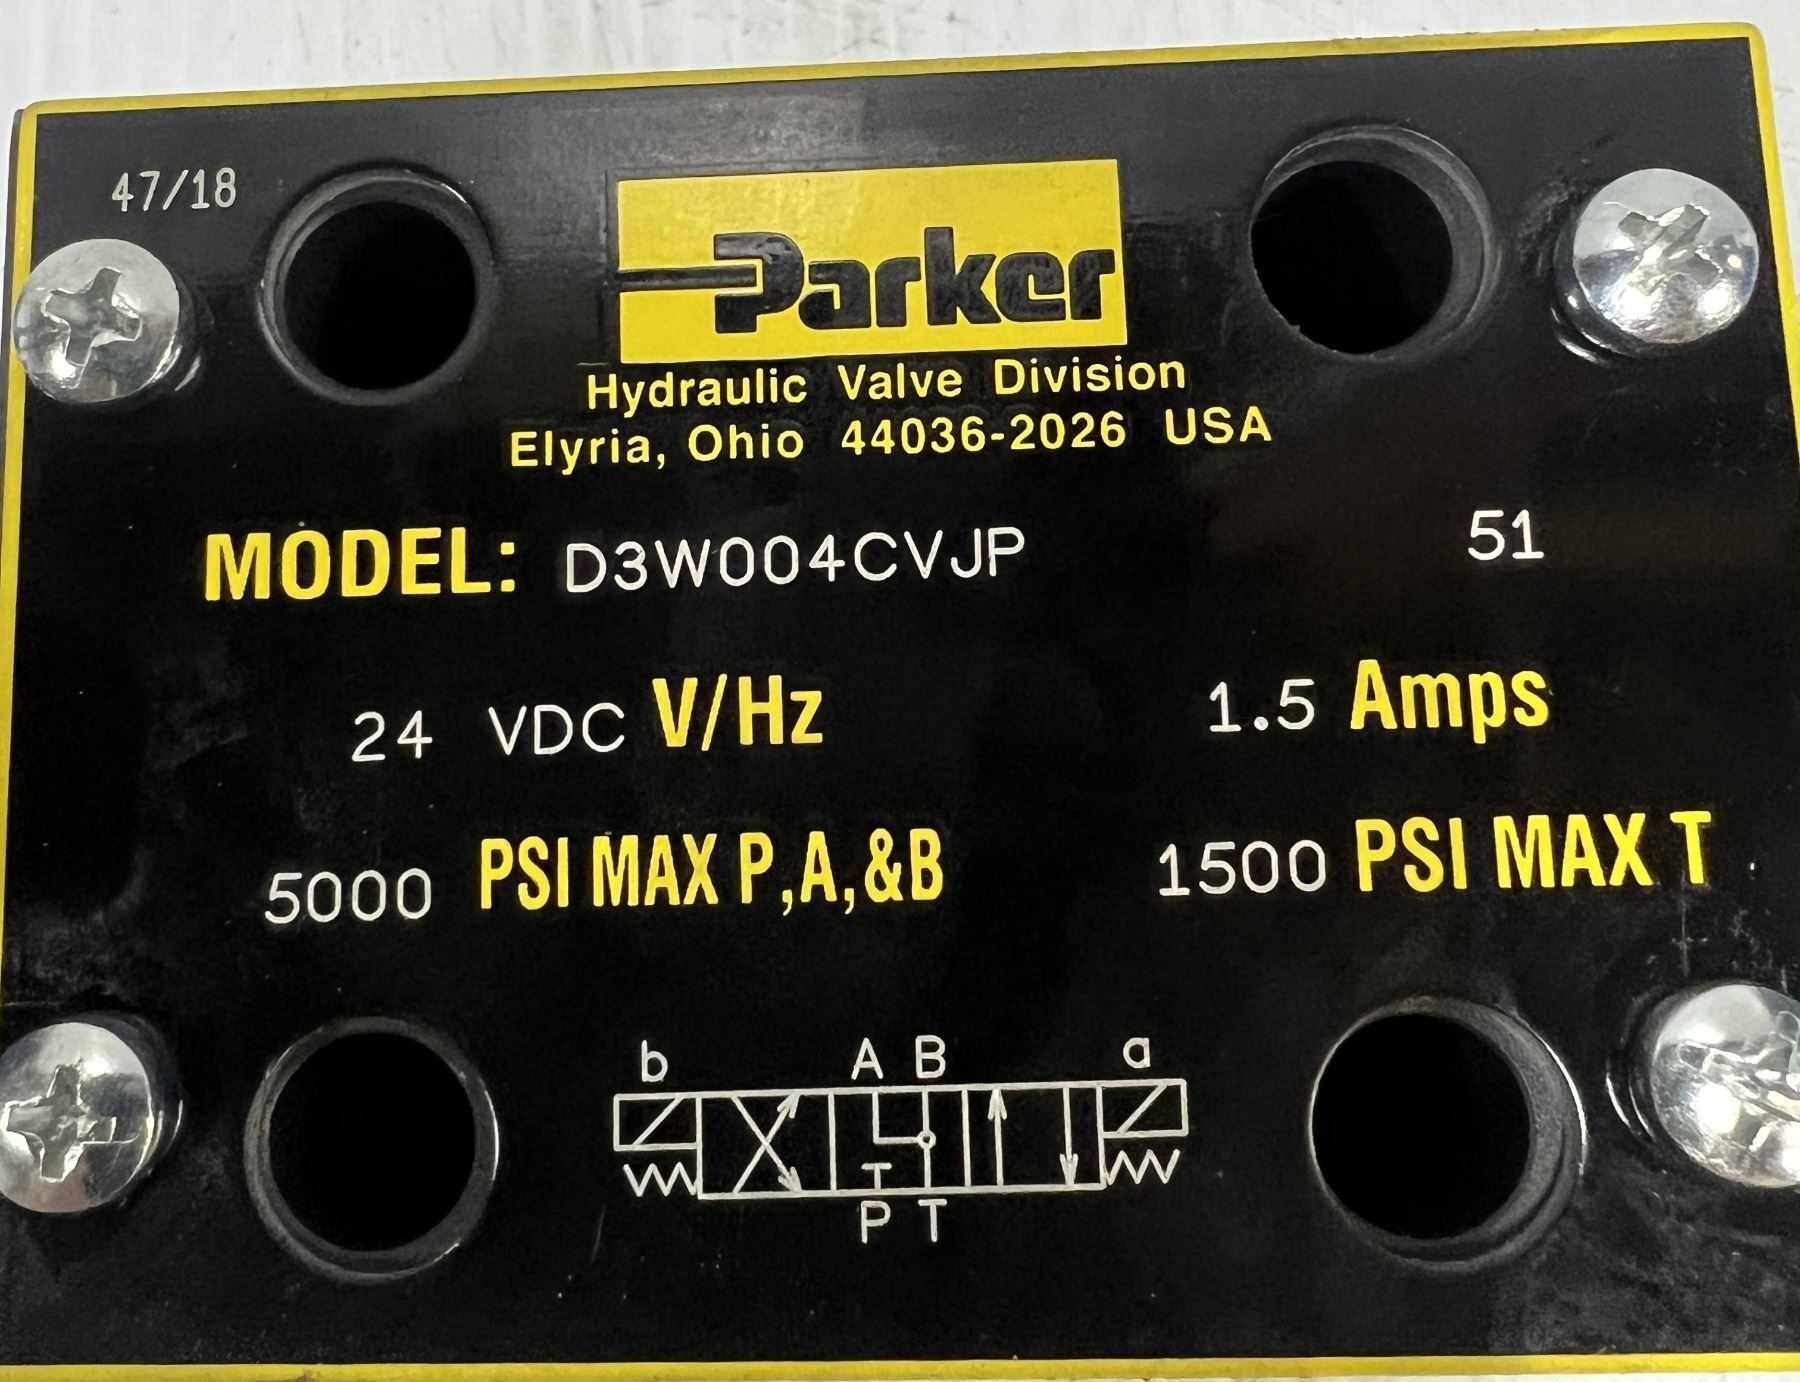 47/18
Parker
Hydraulic Valve Division
Elyria, Ohio 44036-2026 USA
MODEL: D3W004CVJP 51
24 VDC V/Hz 1.5 Amps
5000 PSI MAX P,A,&B 1500 PSI MAX T
b A B a
P T